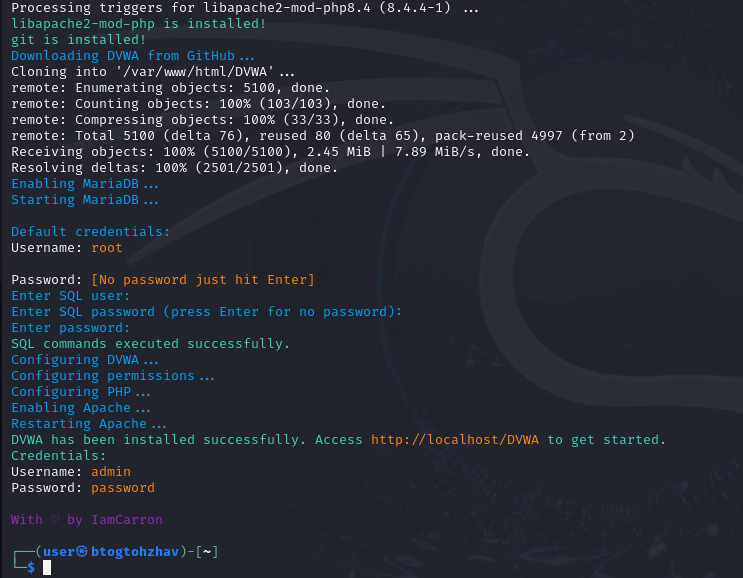 Processing triggers for libapache2-mod-php8.4 (8.4.4-1) ...
libapache2-mod-php is installed!
git is installed!
Downloading DVWA from GitHub...
Cloning into '/var/www/html/DVWA'...
remote: Enumerating objects: 5100, done.
remote: Counting objects: 100% (103/103), done.
remote: Compressing objects: 100% (33/33), done.
remote: Total 5100 (delta 76), reused 80 (delta 65), pack-reused 4997 (from 2)
Receiving objects: 100% (5100/5100), 2.45 MiB | 7.89 MiB/s, done.
Resolving deltas: 100% (2501/2501), done.
Enabling MariaDB...
Starting MariaDB...
Default credentials:
Username: root
Password: [No password just hit Enter]
Enter SQL user:
Enter SQL password (press Enter for no password):
Enter password:
SQL commands executed successfully.
Configuring DVWA...
Configuring permissions...
Configuring PHP...
Enabling Apache...
Restarting Apache...
DVWA has been installed successfully. Access http://localhost/DVWA to get started.
Credentials:
Username: admin
Password: password
With ♡ by IamCarron
┌──(user㉿btogtohzhav)-[~]
└─$